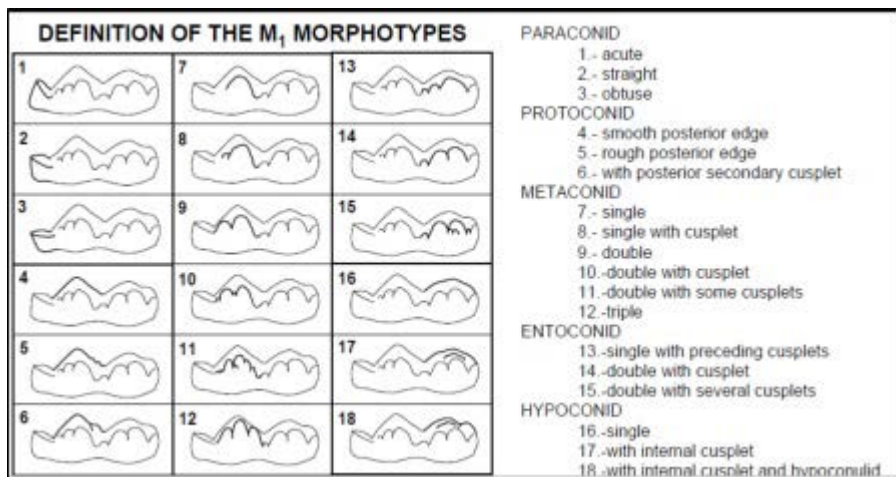 DEFINITION OF THE M1 MORPHOTYPES
1 7 13
2 8 14
3 9 15
4 10 16
5 11 17
6 12 18
PARACONID
1.- acute
2.- straight
3.- obtuse
PROTOCONID
4.- smooth posterior edge
5.- rough posterior edge
6.- with posterior secondary cusplet
METACONID
7.- single
8.- single with cusplet
9.- double
10.-double with cusplet
11.-double with some cusplets
12.-triple
ENTOCONID
13.-single with preceding cusplets
14.-double with cusplet
15.-double with several cusplets
HYPOCONID
16.-single
17.-with internal cusplet
18.-with internal cusplet and hypoconulid